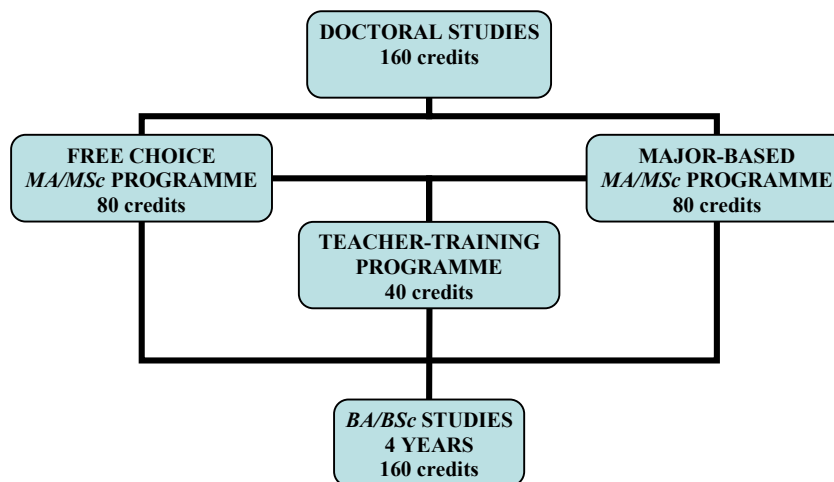 DOCTORAL STUDIES
160 credits
FREE CHOICE
MA/MSc PROGRAMME
80 credits
MAJOR-BASED
MA/MSc PROGRAMME
80 credits
TEACHER-TRAINING
PROGRAMME
40 credits
BA/BSc STUDIES
4 YEARS
160 credits